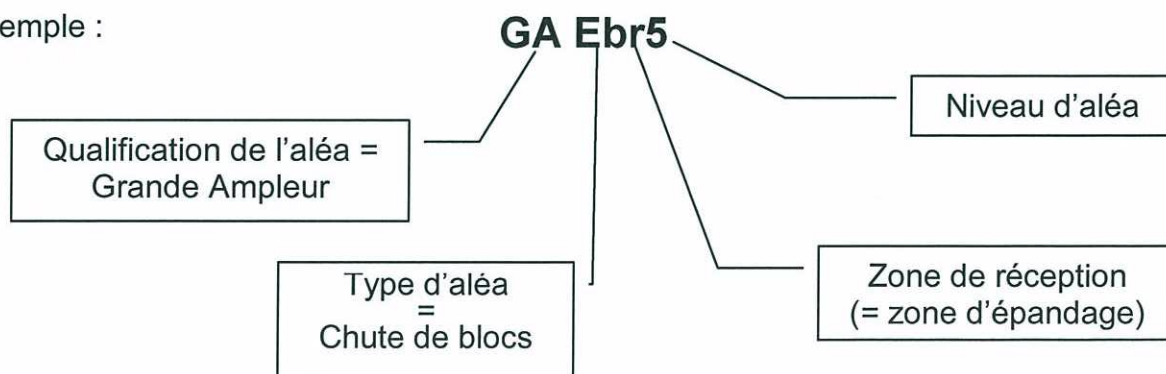 emple :
GA Ebr5
Niveau d'aléa
Qualification de l'aléa =
Grande Ampleur
Type d'aléa
=
Chute de blocs
Zone de réception
(= zone d'épandage)